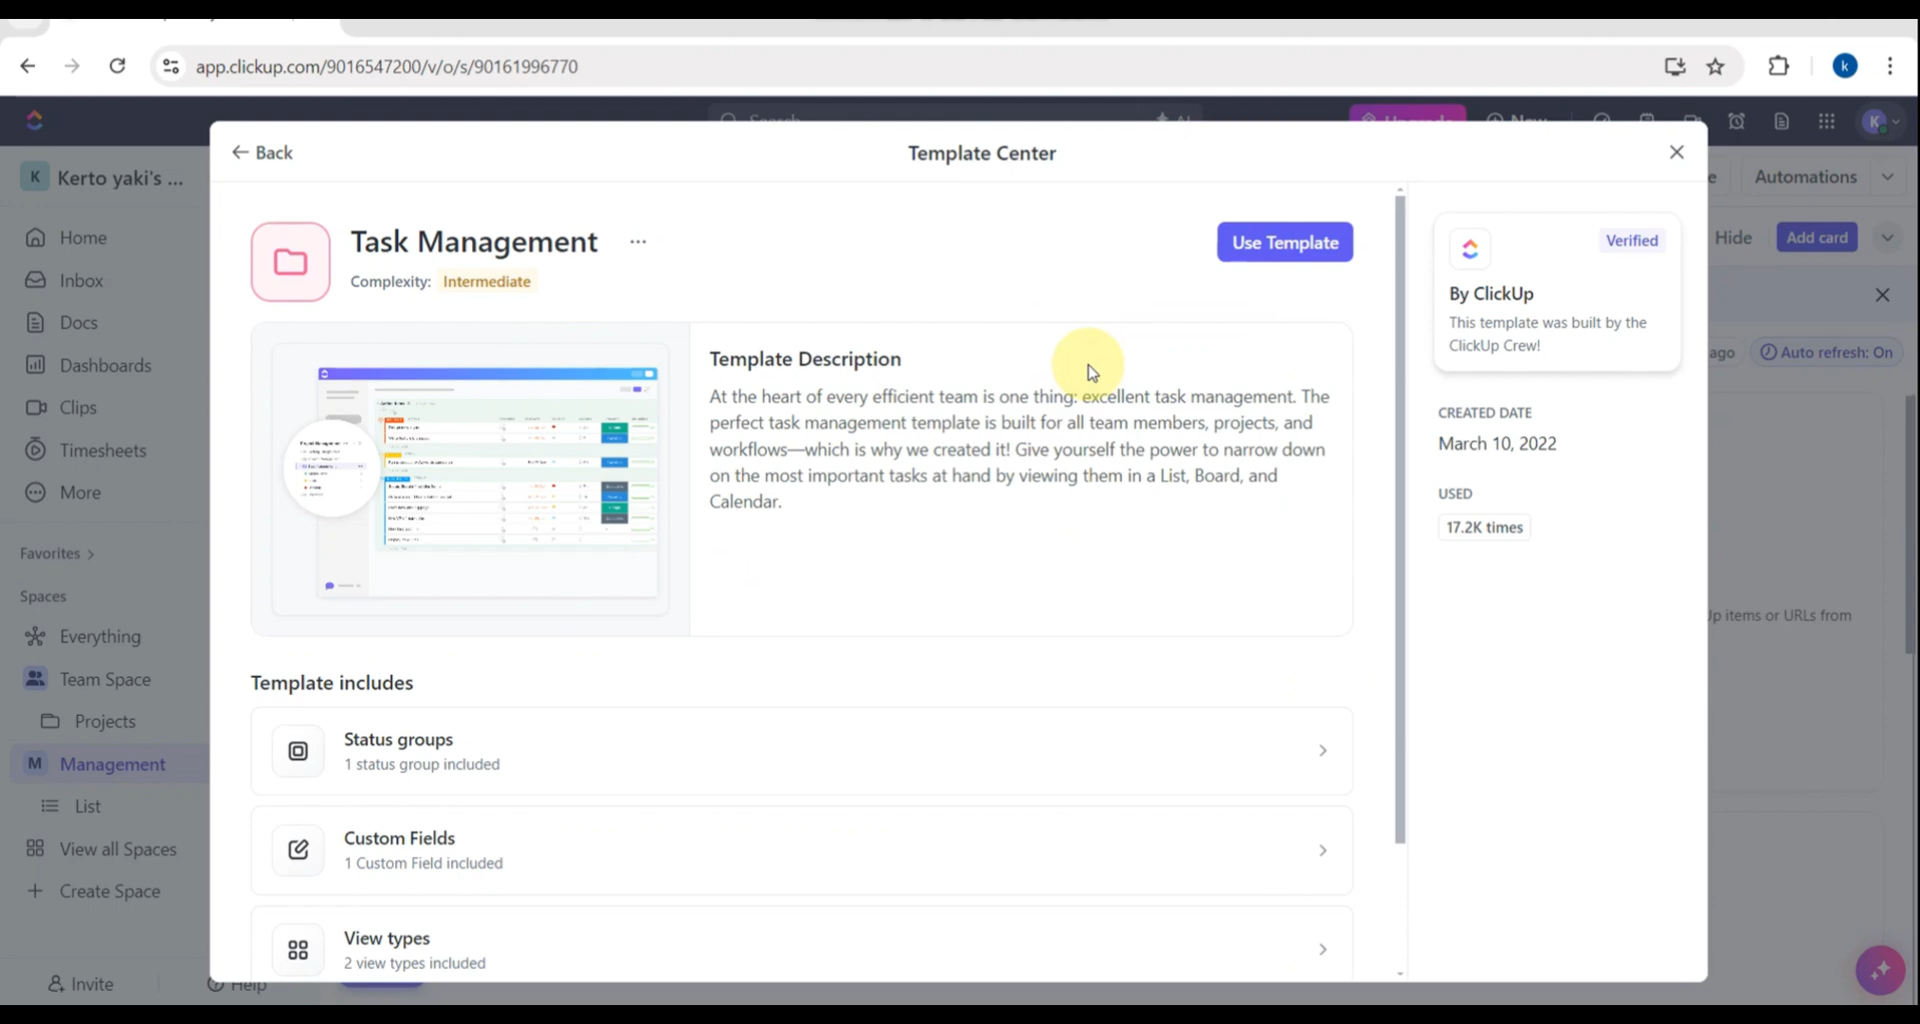 app.clickup.com/9016547200/v/o/s/90161996770
k
Search
AI
Upgrade
New
K
K Kerto yaki's ...
Home
Inbox
Docs
Dashboards
Clips
Timesheets
More
Favorites >
Spaces
Everything
Team Space
Projects
M Management
List
View all Spaces
+ Create Space
Invite
Help
← Back
Template Center
Task Management ...
Complexity: Intermediate
Use Template
Template Description
At the heart of every efficient team is one thing: excellent task management. The
perfect task management template is built for all team members, projects, and
workflows—which is why we created it! Give yourself the power to narrow down
on the most important tasks at hand by viewing them in a List, Board, and
Calendar.
Template includes
Status groups
1 status group included
Custom Fields
1 Custom Field included
View types
2 view types included
Verified
By ClickUp
This template was built by the
ClickUp Crew!
CREATED DATE
March 10, 2022
USED
17.2K times
e
Automations
Hide
Add card
ago
Auto refresh: On
Up items or URLs from